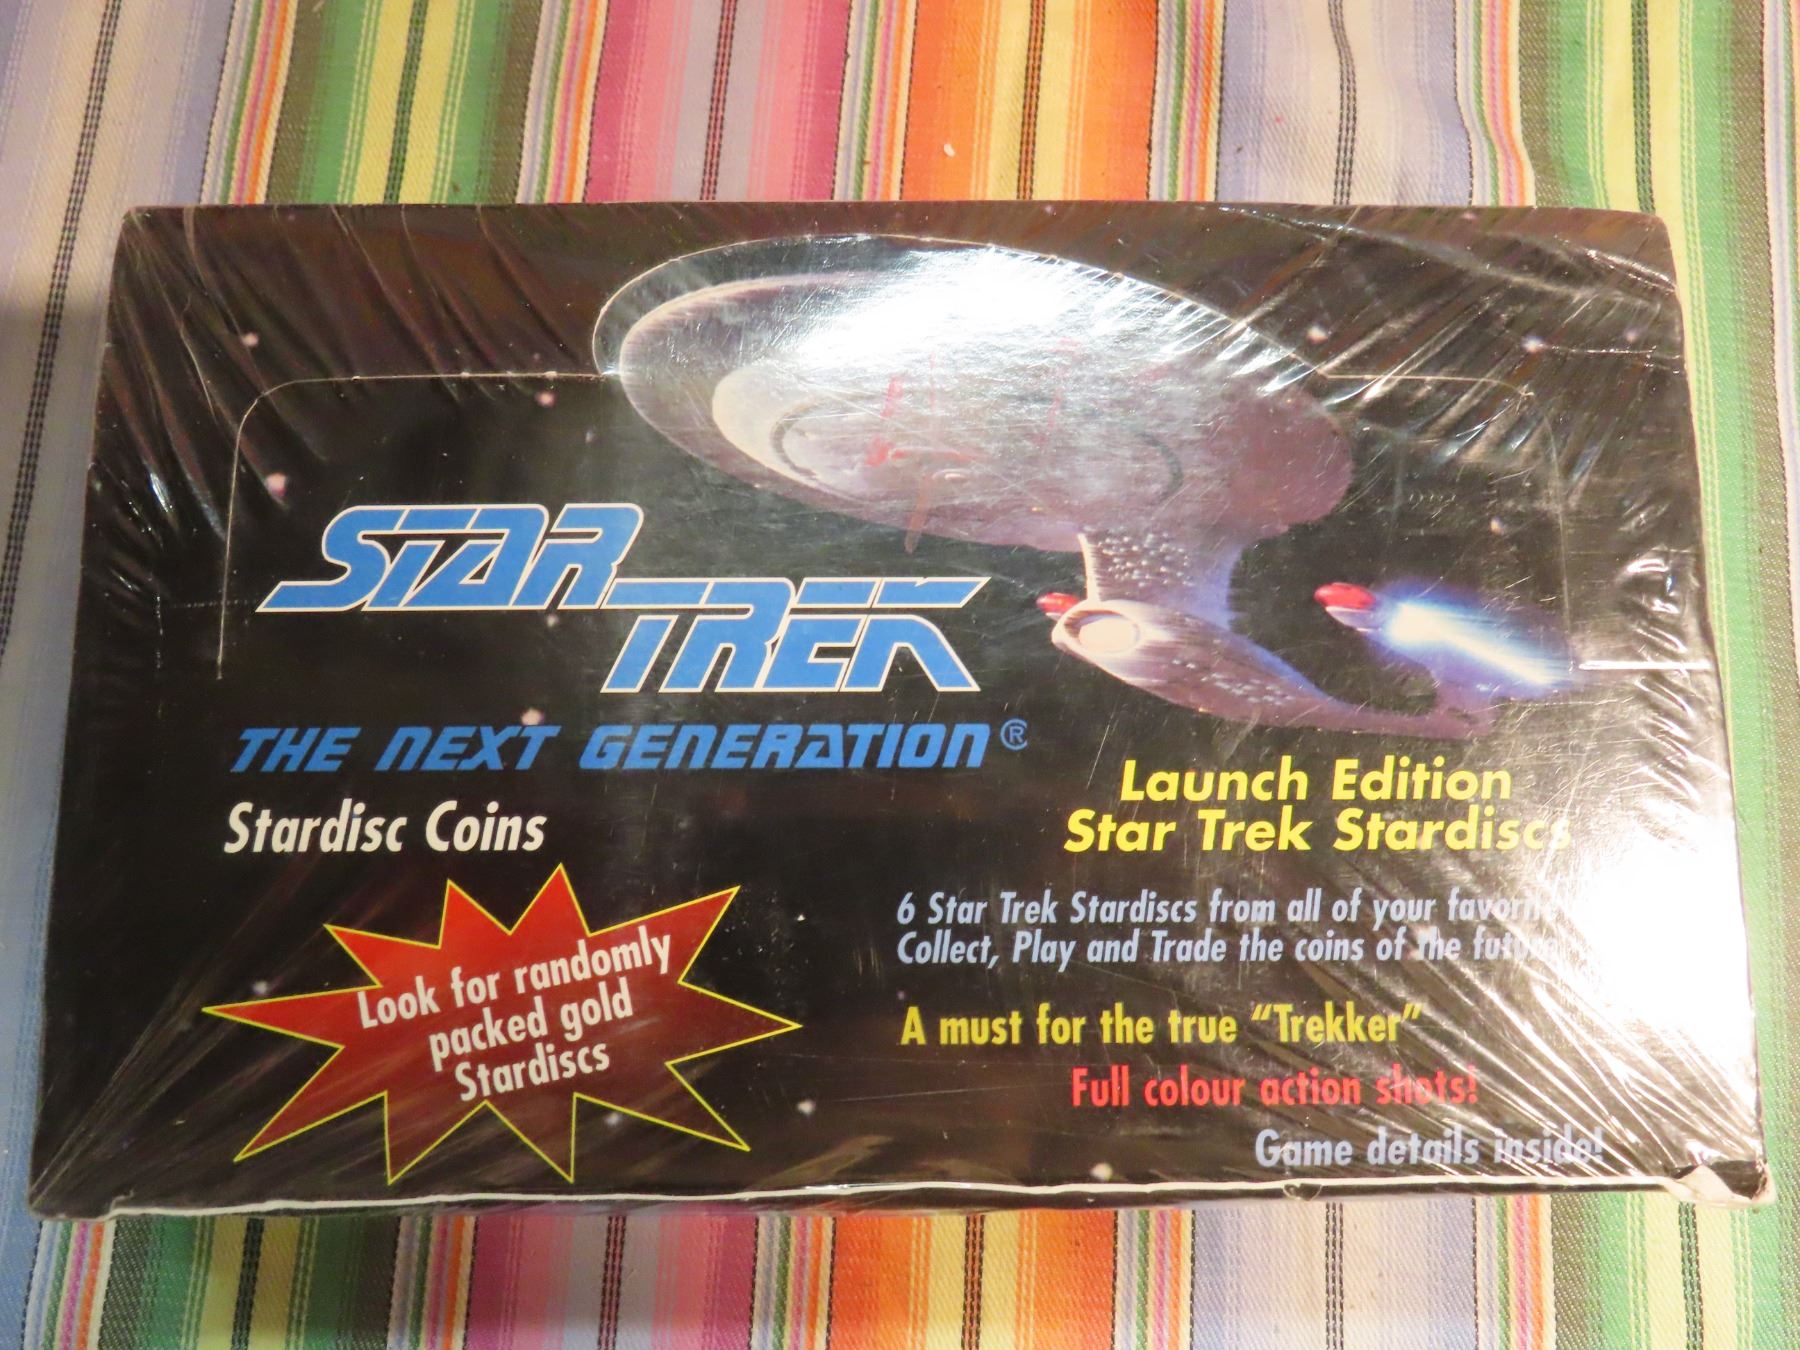 STAR TREK
THE NEXT GENERATION®
Stardisc Coins
Look for randomly
packed gold
Stardiscs
Launch Edition
Star Trek Stardiscs
6 Star Trek Stardiscs from all of your favorite
Collect, Play and Trade the coins of the future
A must for the true “Trekker”
Full colour action shots!
Game details inside!